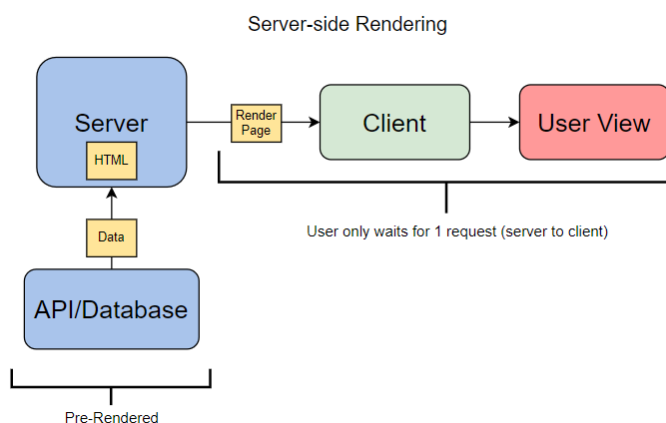 Server-side Rendering
Server
HTML
Render
Page
Client
User View
Data
User only waits for 1 request (server to client)
API/Database
Pre-Rendered